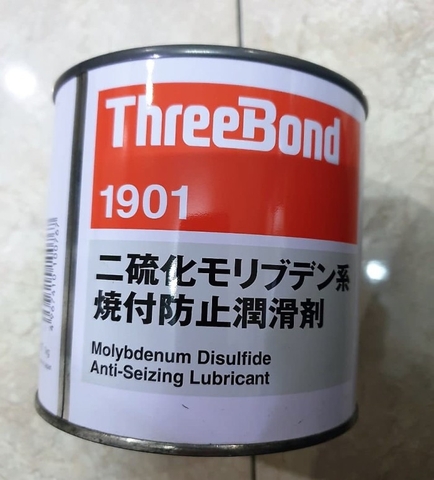 ThreeBond
1901
二硫化モリブデン系
焼付防止潤滑剤
Molybdenum Disulfide
Anti-Seizing Lubricant